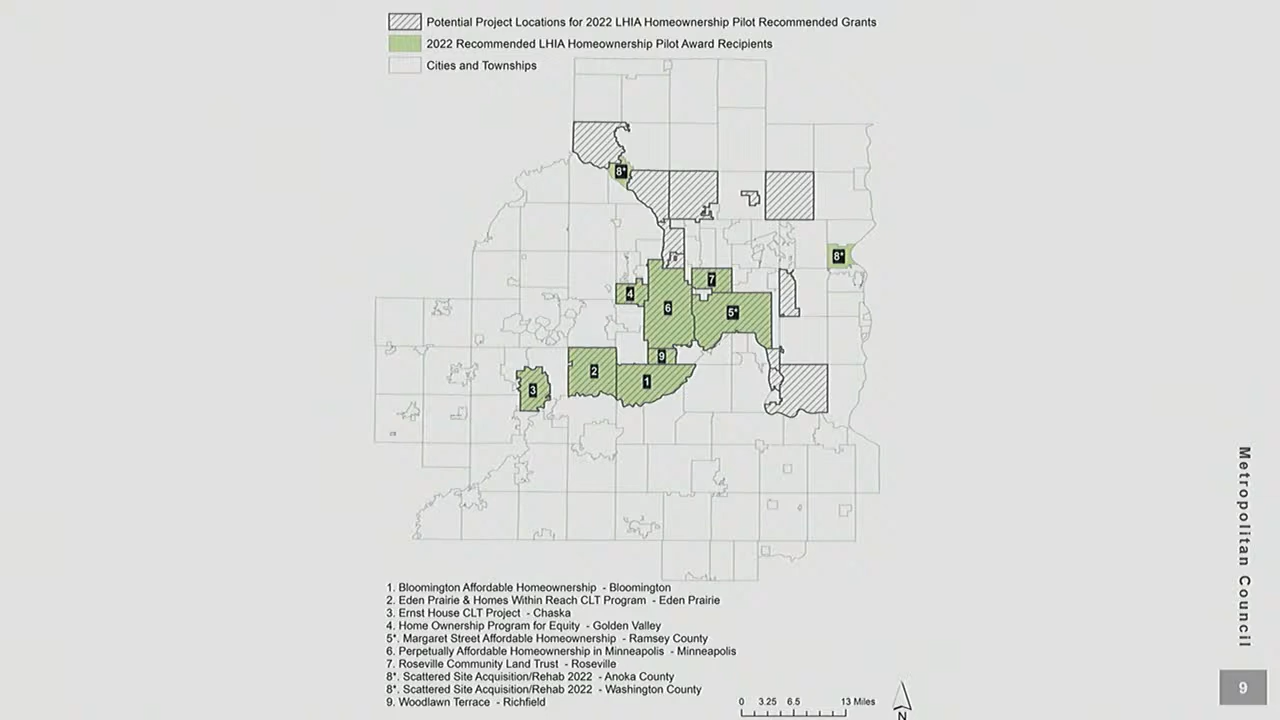 Potential Project Locations for 2022 LHIA Homeownership Pilot Recommended Grants
2022 Recommended LHIA Homeownership Pilot Award Recipients
Cities and Townships
8*
8*
7
4
6
5*
9
2
1
3
1. Bloomington Affordable Homeownership - Bloomington
2. Eden Prairie & Homes Within Reach CLT Program - Eden Prairie
3. Ernst House CLT Project - Chaska
4. Home Ownership Program for Equity - Golden Valley
5*. Margaret Street Affordable Homeownership - Ramsey County
6. Perpetually Affordable Homeownership in Minneapolis - Minneapolis
7. Roseville Community Land Trust - Roseville
8*. Scattered Site Acquisition/Rehab 2022 - Anoka County
8*. Scattered Site Acquisition/Rehab 2022 - Washington County
9. Woodlawn Terrace - Richfield
0 3.25 6.5 13 Miles
N
Metropolitan Council
9